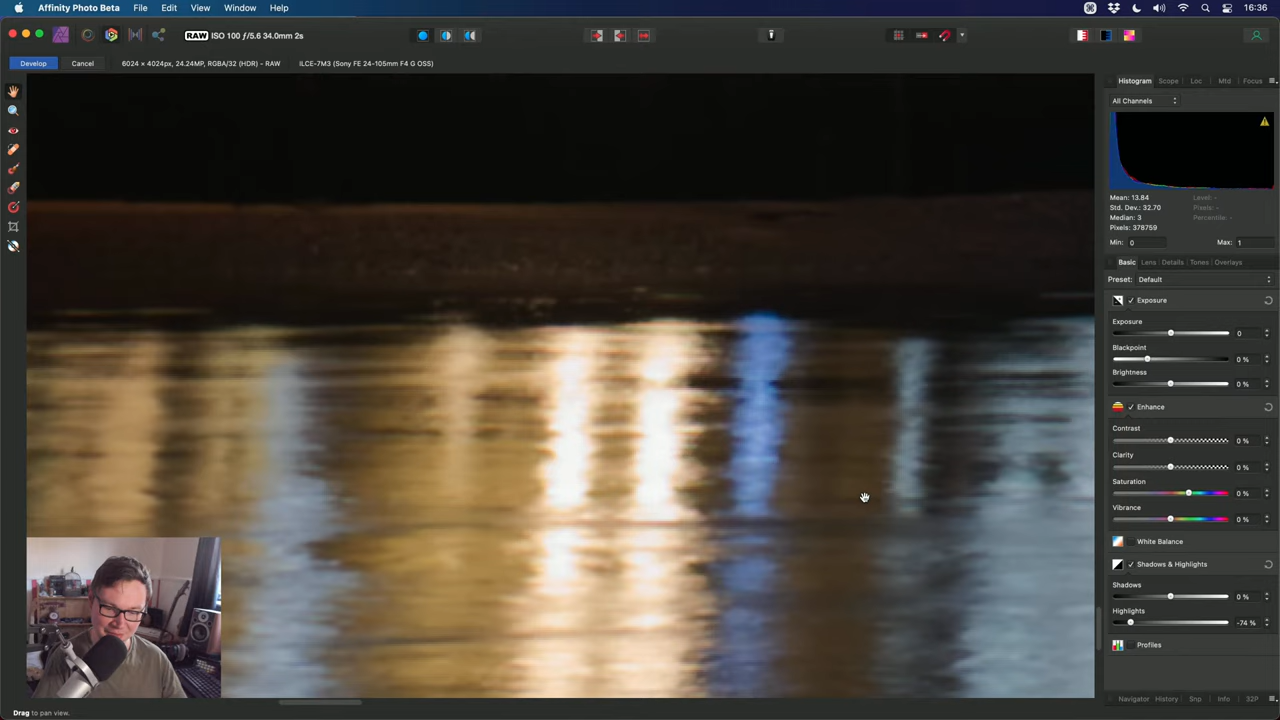 Affinity Photo Beta File Edit View Window Help 16:36
RAW ISO 100 ƒ/5.6 34.0mm 2s
Develop Cancel 6024 × 4024px, 24.24MP, RGBA/32 (HDR) - RAW ILCE-7M3 (Sony FE 24-105mm F4 G OSS)
Histogram Scope Loc Mtd Focus
All Channels
Mean: 13.84 Level: -
Std. Dev.: 32.70 Pixels: -
Median: 3 Percentile: -
Pixels: 378759
Min: 0 Max: 1
Basic Lens Details Tones Overlays
Preset: Default
Exposure
Exposure
0
Blackpoint
0 %
Brightness
0 %
Enhance
Contrast
0 %
Clarity
0 %
Saturation
0 %
Vibrance
0 %
White Balance
Shadows & Highlights
Shadows
0 %
Highlights
-74 %
Profiles
Navigator History Snp Info 32P
Drag to pan view.